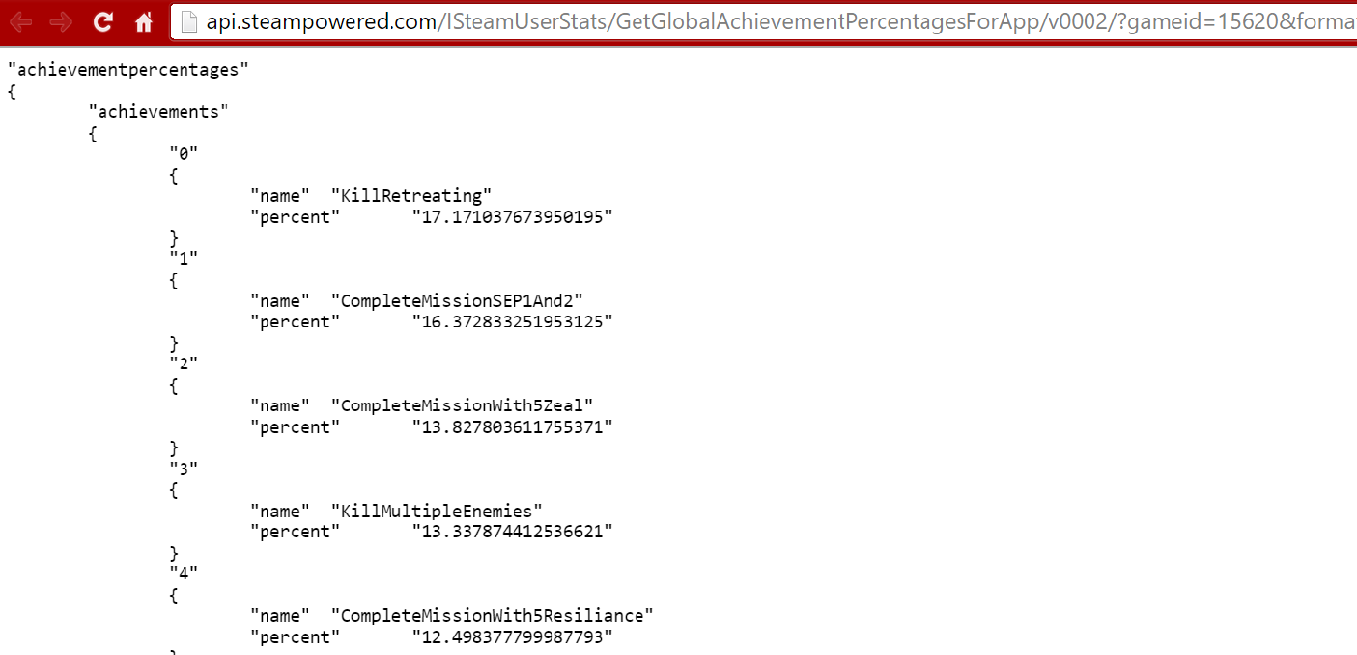 api.steampowered.com/ISteamUserStats/GetGlobalAchievementPercentagesForApp/v0002/?gameid=15620&forma
"achievementpercentages"
{
"achievements"
{
"0"
{
"name" "KillRetreating"
"percent" "17.171037673950195"
}
"1"
{
"name" "CompleteMissionSEP1And2"
"percent" "16.372833251953125"
}
"2"
{
"name" "CompleteMissionWith5Zeal"
"percent" "13.827803611755371"
}
"3"
{
"name" "KillMultipleEnemies"
"percent" "13.337874412536621"
}
"4"
{
"name" "CompleteMissionWith5Resiliance"
"percent" "12.498377799987793"
}